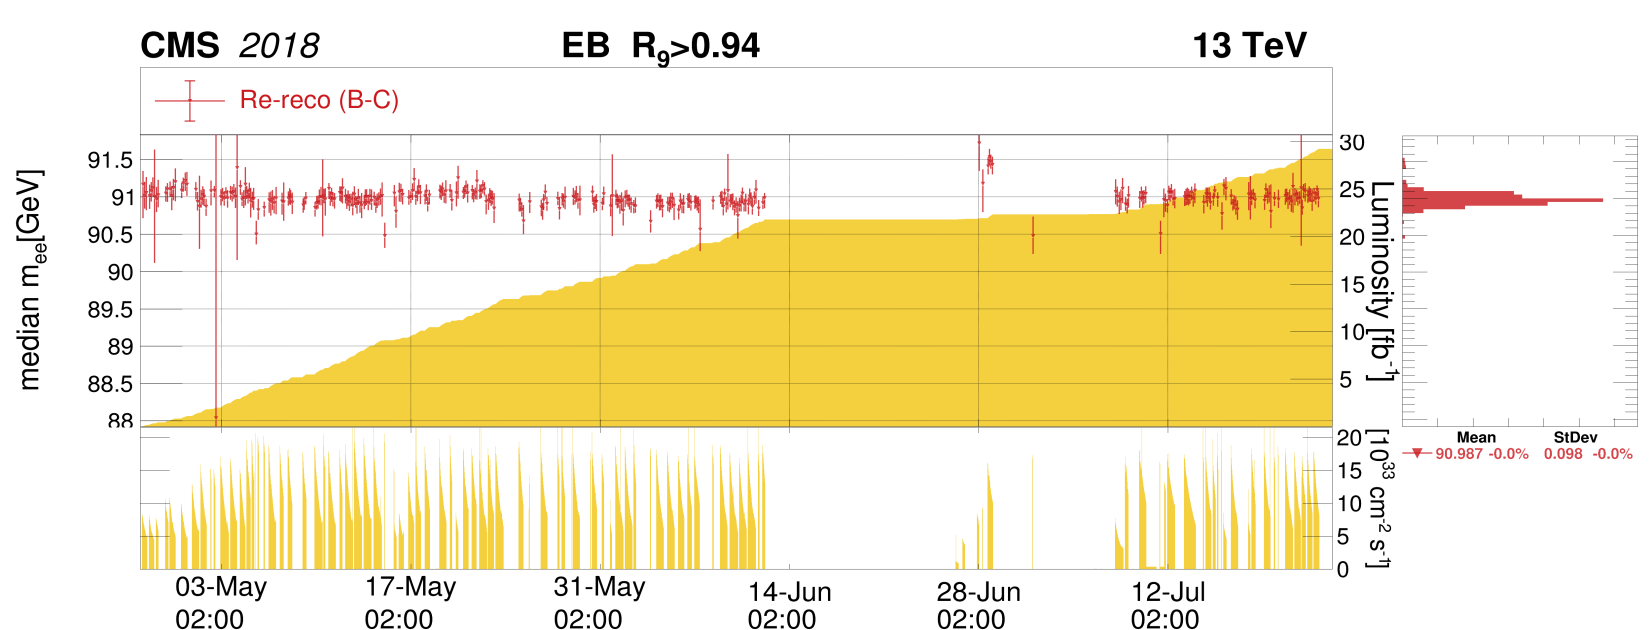 CMS 2018 EB R9>0.94 13 TeV
Re-reco (B-C)
median mee[GeV]
91.5
91
90.5
90
89.5
89
88.5
88
30
25
20
15
10
5
Luminosity [fb-1]
20
15
10
5
0
[10^33 cm-2 s-1]
03-May 17-May 31-May 14-Jun 28-Jun 12-Jul
02:00 02:00 02:00 02:00 02:00 02:00
Mean StDev
90.987 -0.0% 0.098 -0.0%